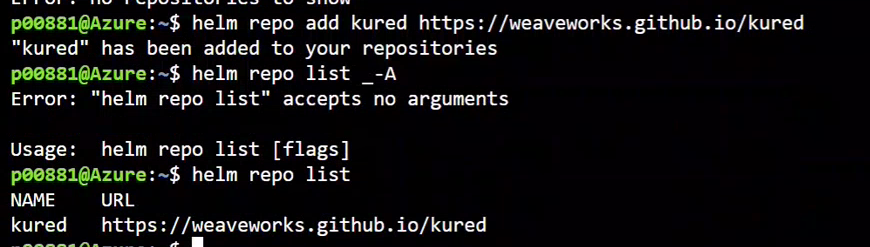 Error: no repositories to show
p00881@Azure:~$ helm repo add kured https://weaveworks.github.io/kured
"kured" has been added to your repositories
p00881@Azure:~$ helm repo list _-A
Error: "helm repo list" accepts no arguments
Usage:  helm repo list [flags]
p00881@Azure:~$ helm repo list
NAME    URL
kured   https://weaveworks.github.io/kured
p00881@Azure:~$